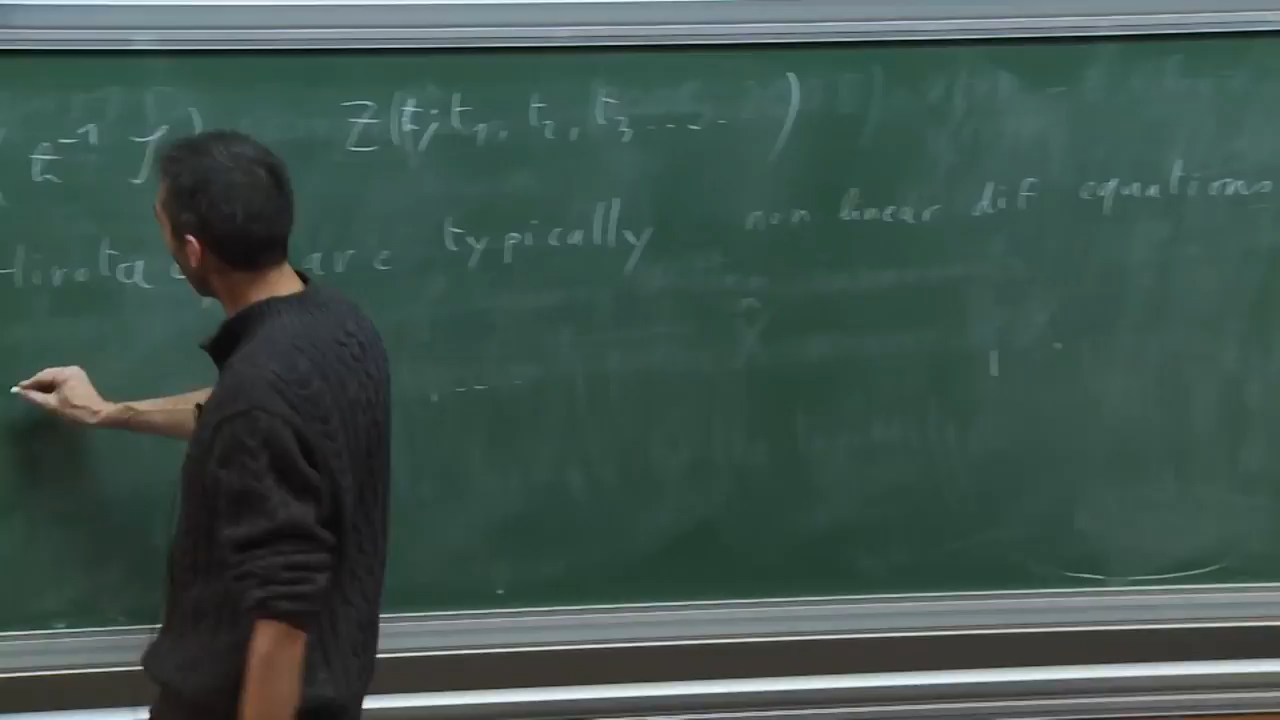 t⁻¹ Z(t; t₁, t₂, t₃..... )
Hirota are typically non linear dif equations